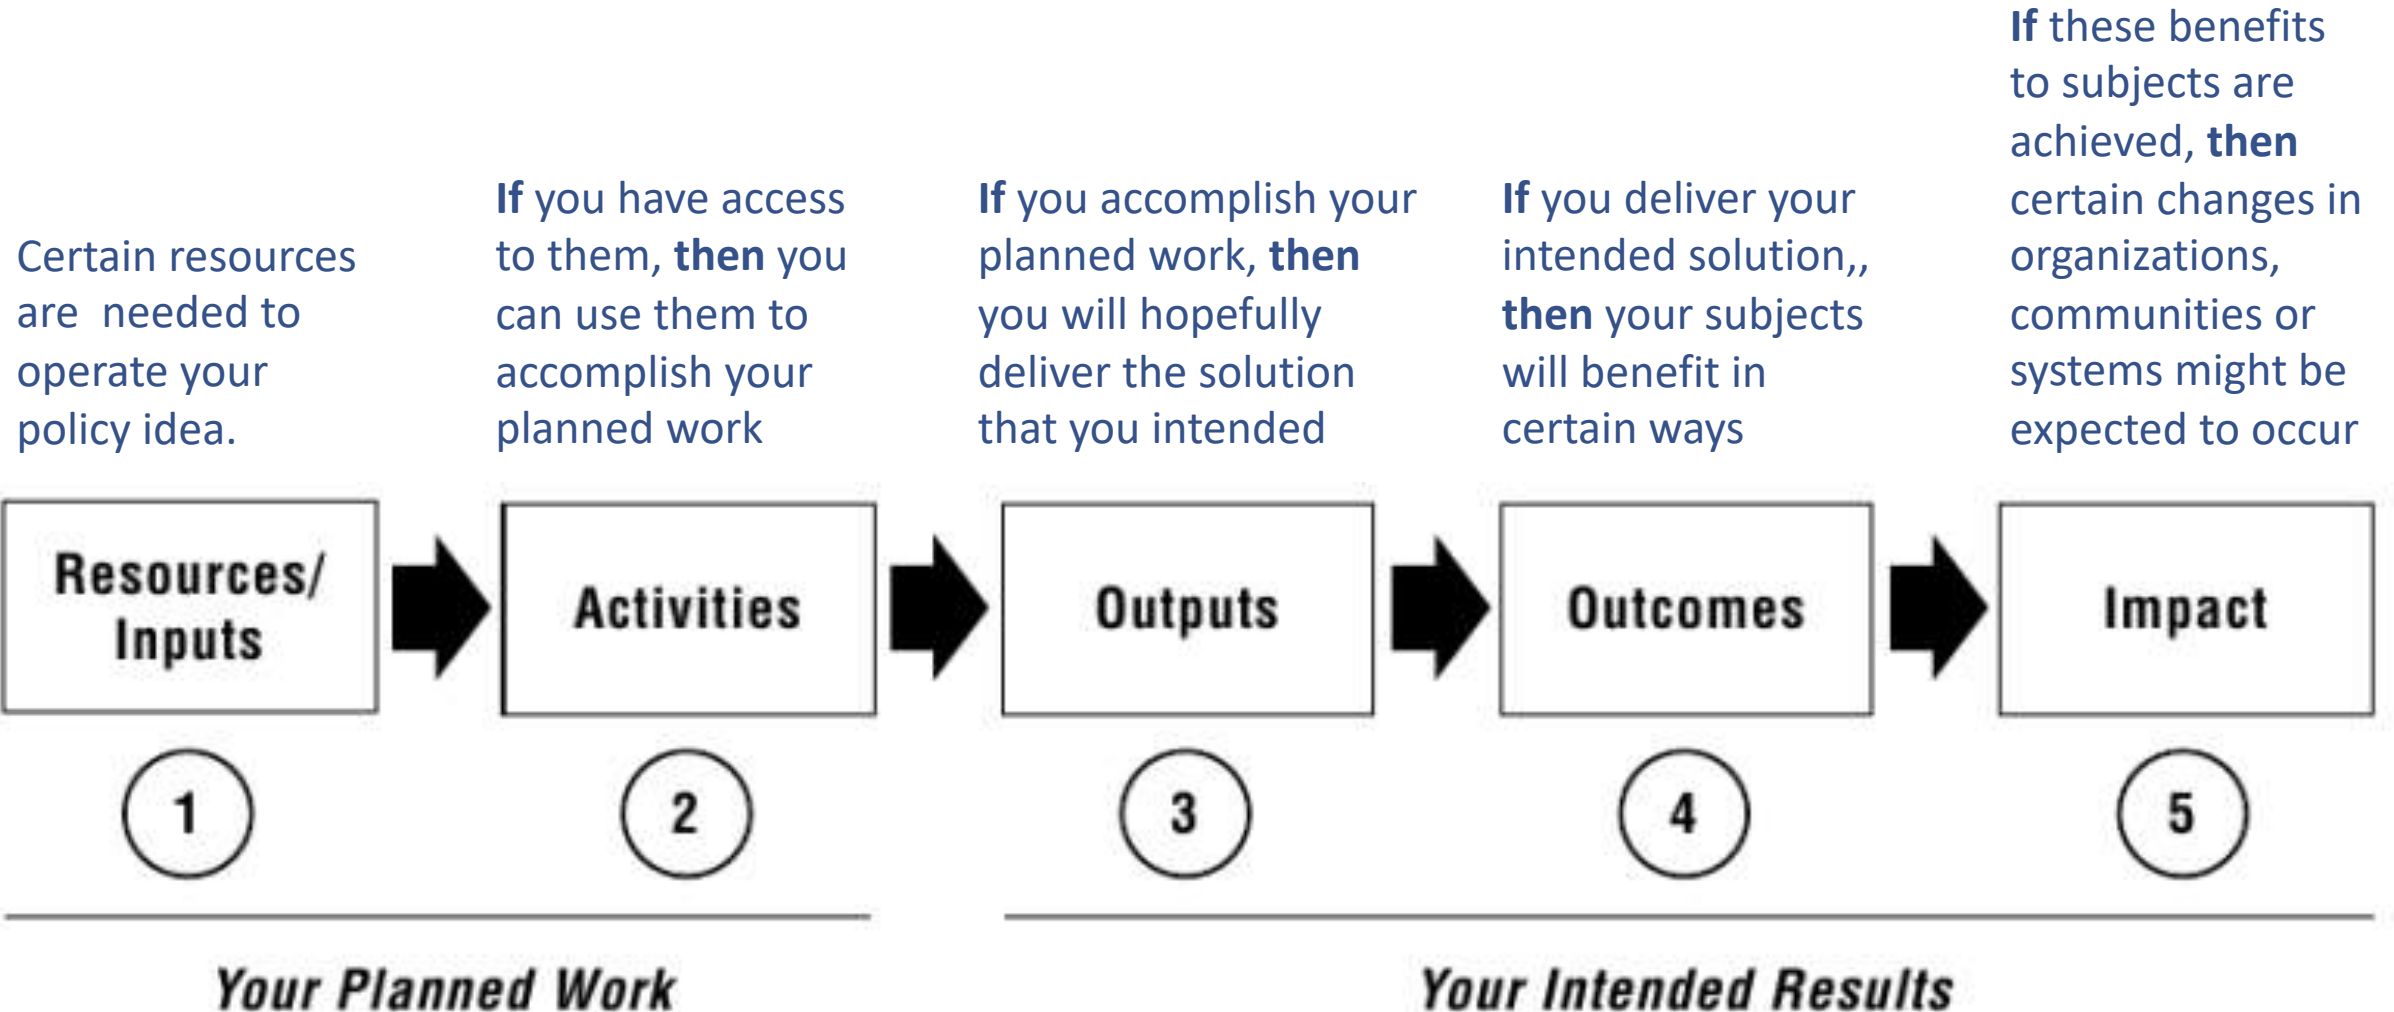 Certain resources
are needed to
operate your
policy idea.
If you have access
to them, then you
can use them to
accomplish your
planned work
If you accomplish your
planned work, then
you will hopefully
deliver the solution
that you intended
If you deliver your
intended solution,,
then your subjects
will benefit in
certain ways
If these benefits
to subjects are
achieved, then
certain changes in
organizations,
communities or
systems might be
expected to occur
Resources/
Inputs
Activities
Outputs
Outcomes
Impact
1
2
3
4
5
Your Planned Work
Your Intended Results